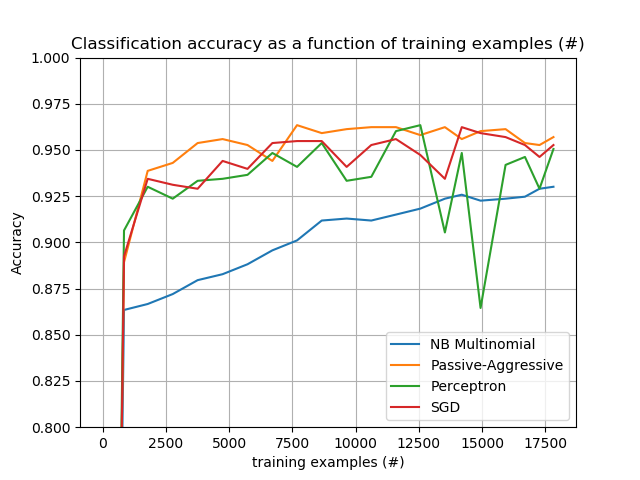 Classification accuracy as a function of training examples (#)
1.000
0.975
0.950
0.925
0.900
0.875
0.850
0.825
0.800
Accuracy
NB Multinomial
Passive-Aggressive
Perceptron
SGD
0 2500 5000 7500 10000 12500 15000 17500
training examples (#)